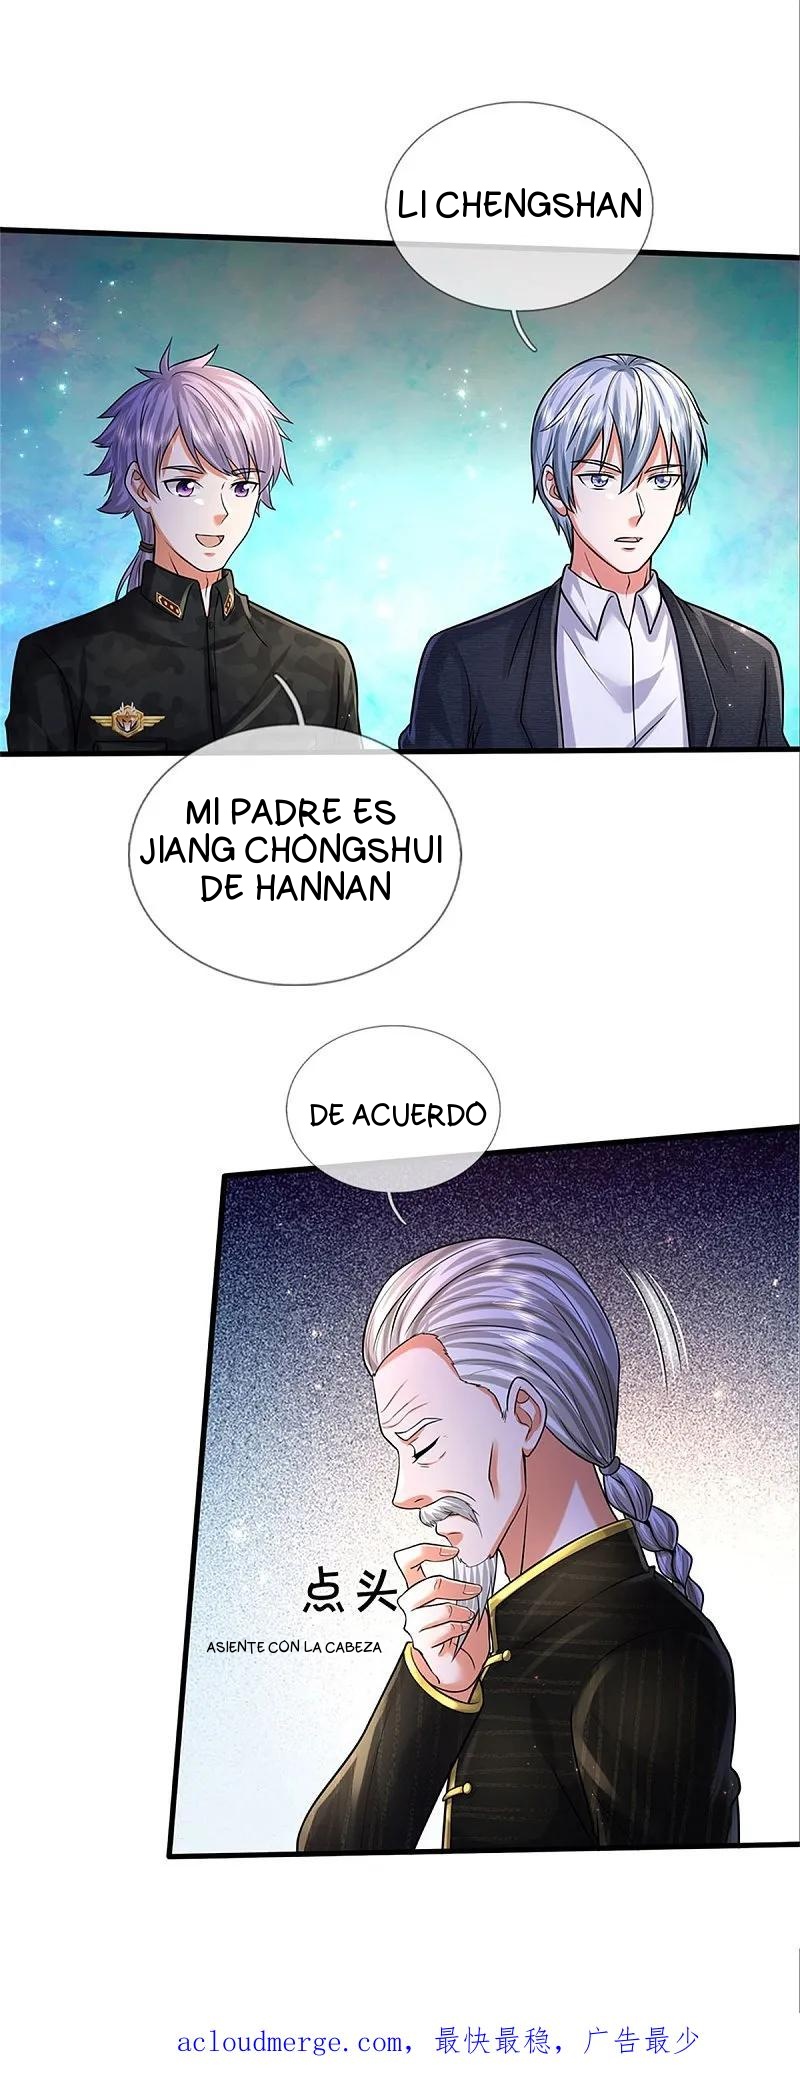 LI CHENGSHAN
MI PADRE ES
JIANG CHONGSHUI
DE HANNAN
DE ACUERDO
点头
ASIENTE CON LA CABEZA
acloudmerge.com，最快最稳，广告最少